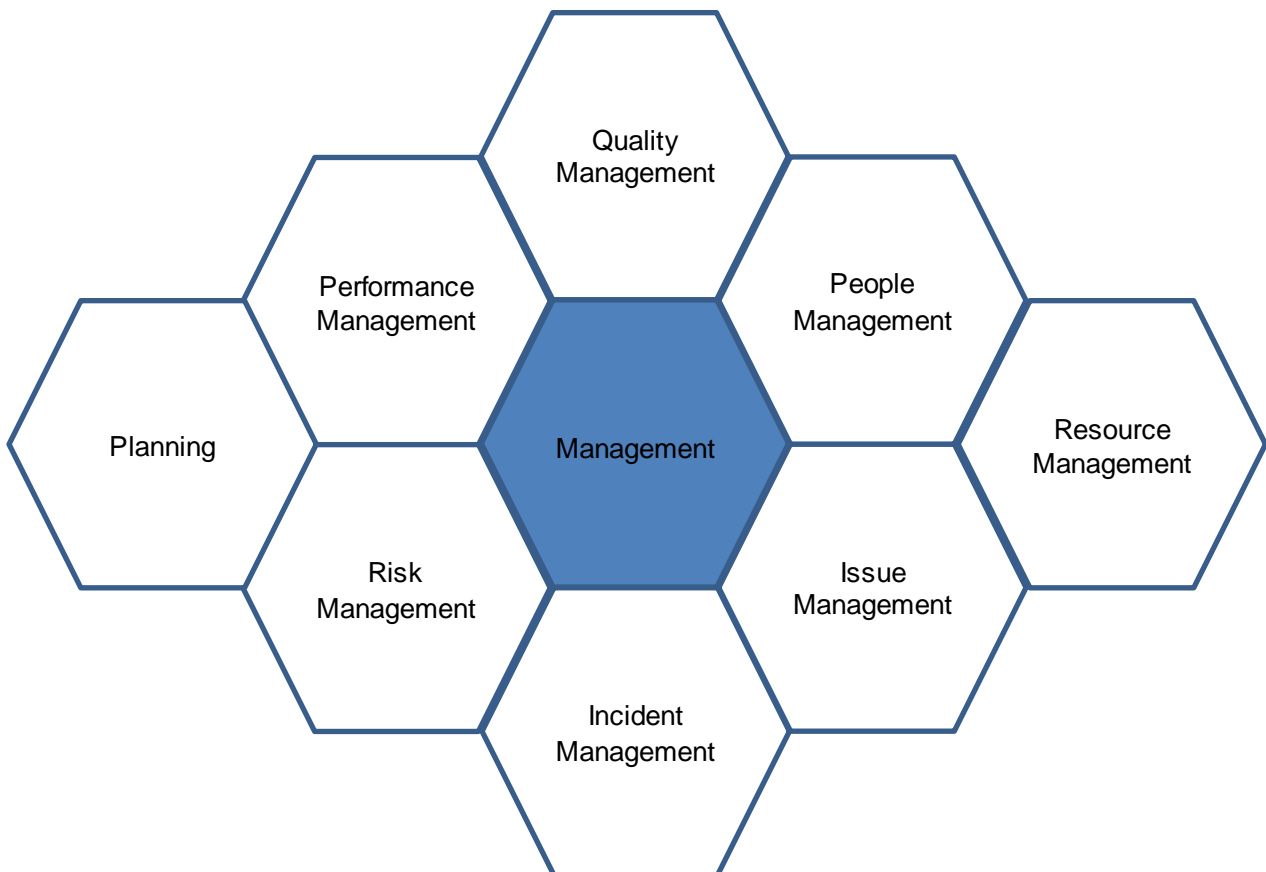 Quality
Management
Performance
Management
People
Management
Planning
Management
Resource
Management
Risk
Management
Issue
Management
Incident
Management